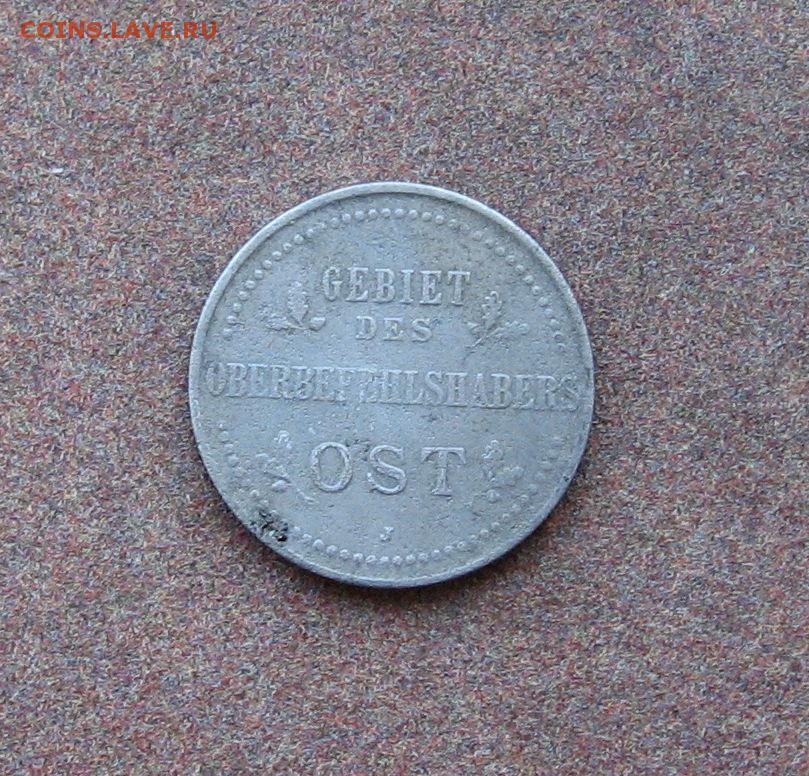 COINS.LAVE.RU
GEBIET
DES
OBERBEFEHLSHABERS
OST
J